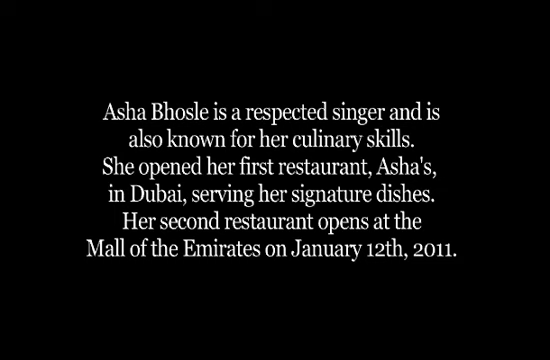 Asha Bhosle is a respected singer and is
also known for her culinary skills.
She opened her first restaurant, Asha's,
in Dubai, serving her signature dishes.
Her second restaurant opens at the
Mall of the Emirates on January 12th, 2011.